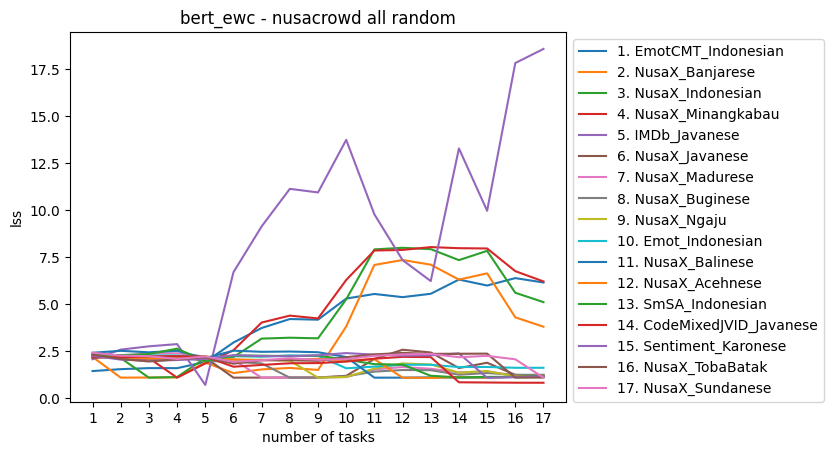 bert_ewc - nusacrowd all random
lss
17.5
15.0
12.5
10.0
7.5
5.0
2.5
0.0
1 2 3 4 5 6 7 8 9 10 11 12 13 14 15 16 17
number of tasks
1. EmotCMT_Indonesian
2. NusaX_Banjarese
3. NusaX_Indonesian
4. NusaX_Minangkabau
5. IMDb_Javanese
6. NusaX_Javanese
7. NusaX_Madurese
8. NusaX_Buginese
9. NusaX_Ngaju
10. Emot_Indonesian
11. NusaX_Balinese
12. NusaX_Acehnese
13. SmSA_Indonesian
14. CodeMixedJVID_Javanese
15. Sentiment_Karonese
16. NusaX_TobaBatak
17. NusaX_Sundanese